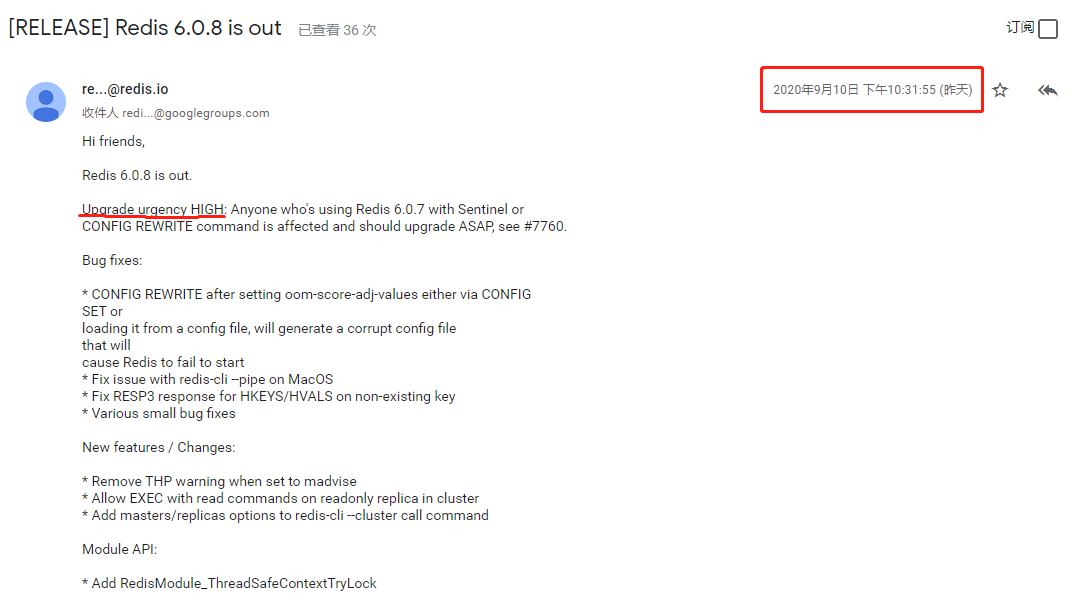 [RELEASE] Redis 6.0.8 is out 已查看 36 次 订阅
re...@redis.io 2020年9月10日 下午10:31:55 (昨天)
收件人 redi...@googlegroups.com
Hi friends,
Redis 6.0.8 is out.
Upgrade urgency HIGH: Anyone who's using Redis 6.0.7 with Sentinel or
CONFIG REWRITE command is affected and should upgrade ASAP, see #7760.
Bug fixes:
* CONFIG REWRITE after setting oom-score-adj-values either via CONFIG
SET or
loading it from a config file, will generate a corrupt config file
that will
cause Redis to fail to start
* Fix issue with redis-cli --pipe on MacOS
* Fix RESP3 response for HKEYS/HVALS on non-existing key
* Various small bug fixes
New features / Changes:
* Remove THP warning when set to madvise
* Allow EXEC with read commands on readonly replica in cluster
* Add masters/replicas options to redis-cli --cluster call command
Module API:
* Add RedisModule_ThreadSafeContextTryLock